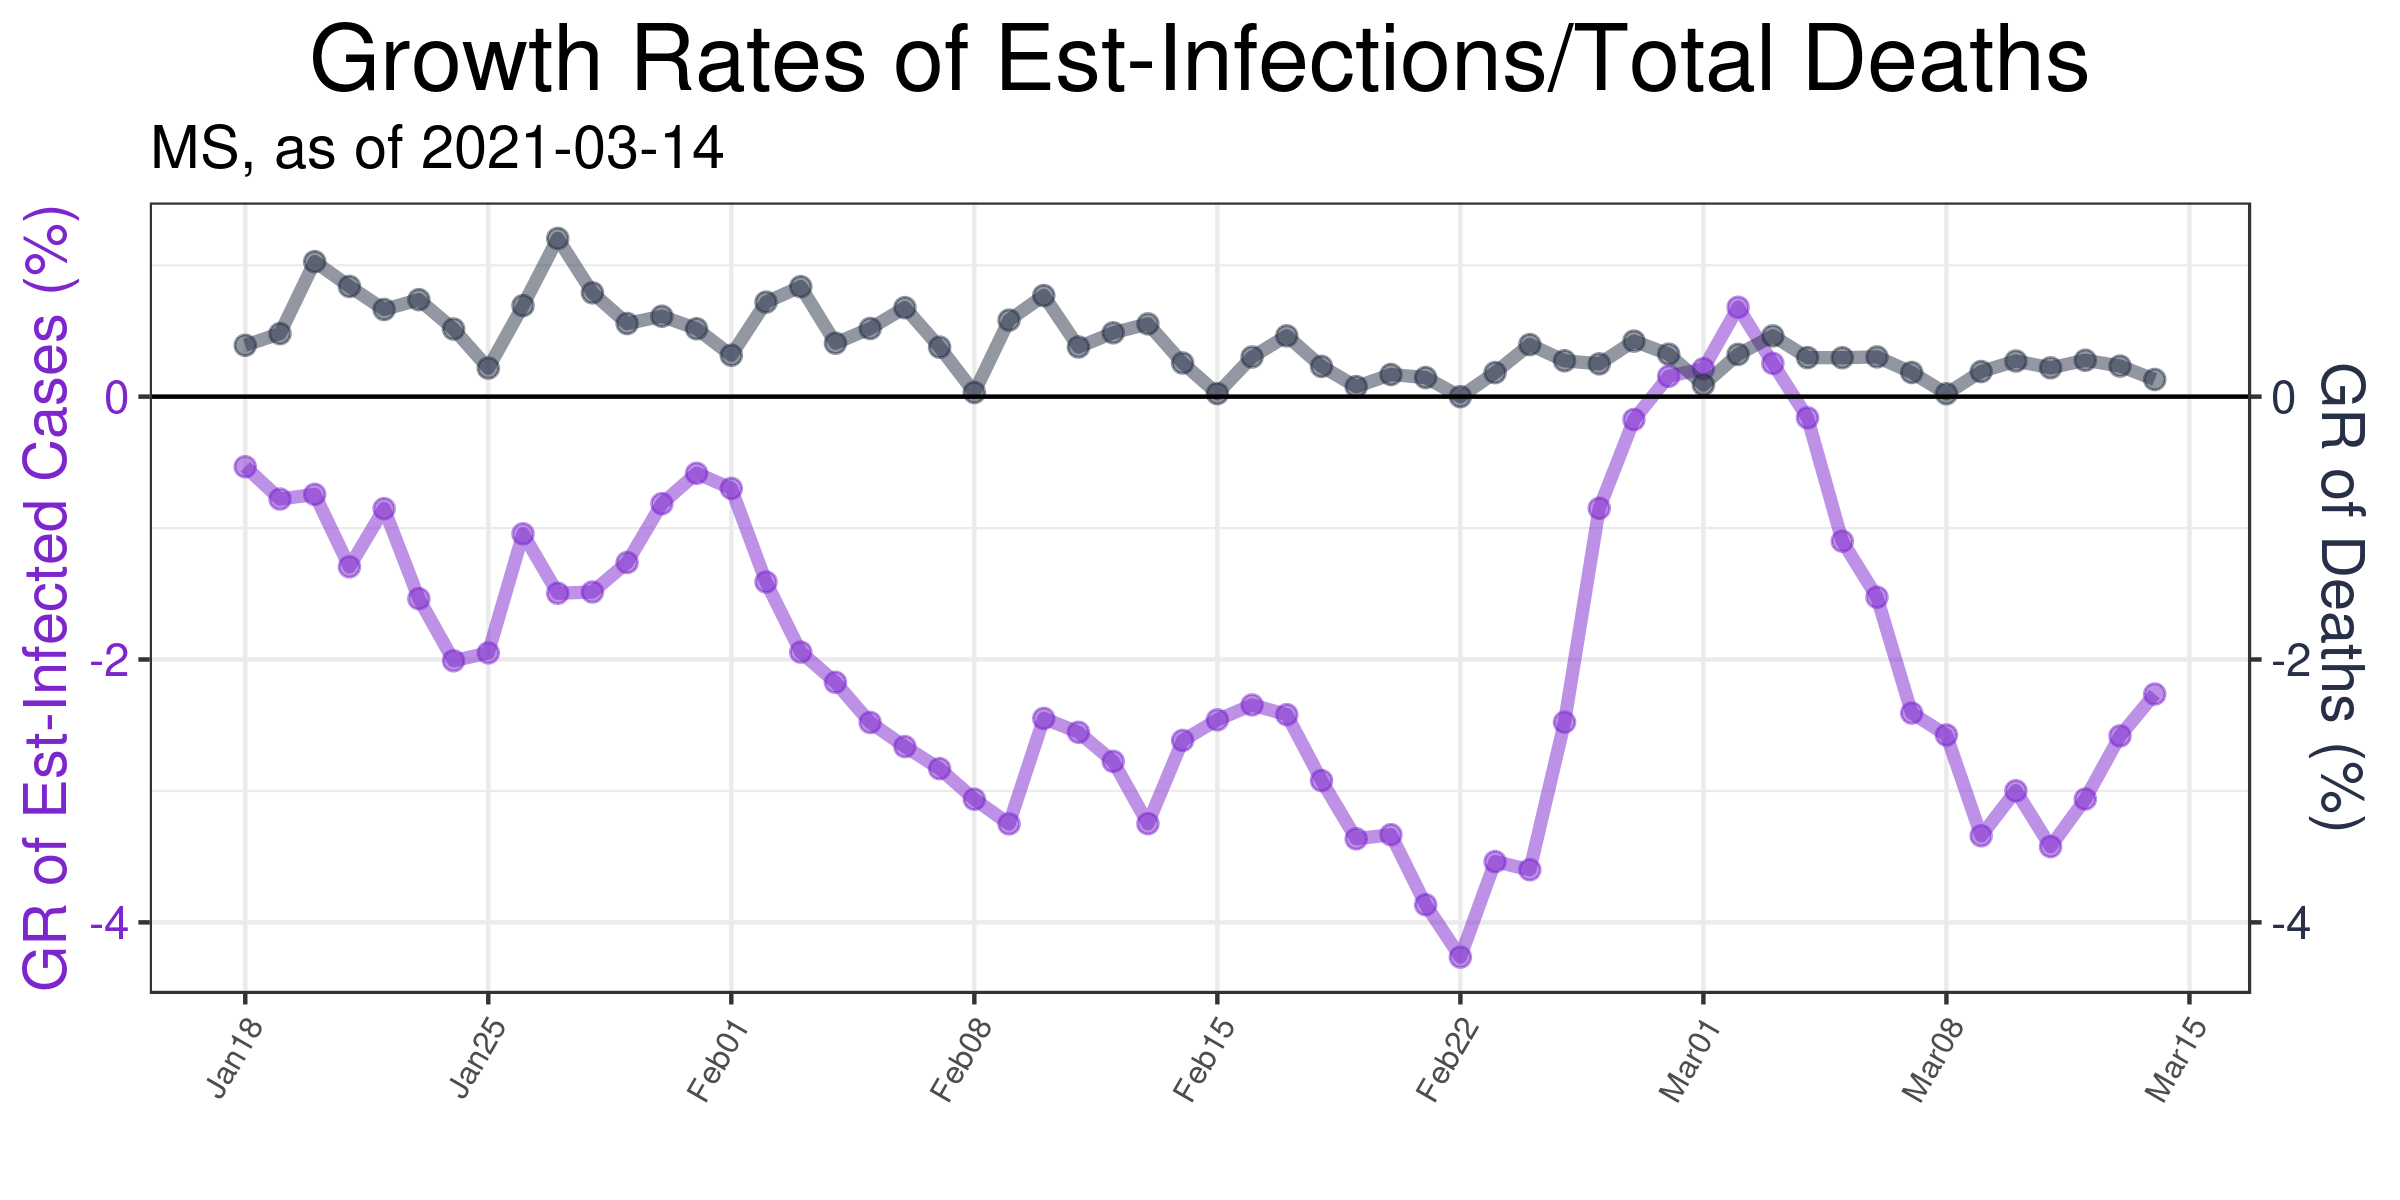 Growth Rates of Est-Infections/Total Deaths
MS, as of 2021-03-14
GR of Est-Infected Cases (%)
0
-2
-4
0
-2
-4
GR of Deaths (%)
Jan18
Jan25
Feb01
Feb08
Feb15
Feb22
Mar01
Mar08
Mar15